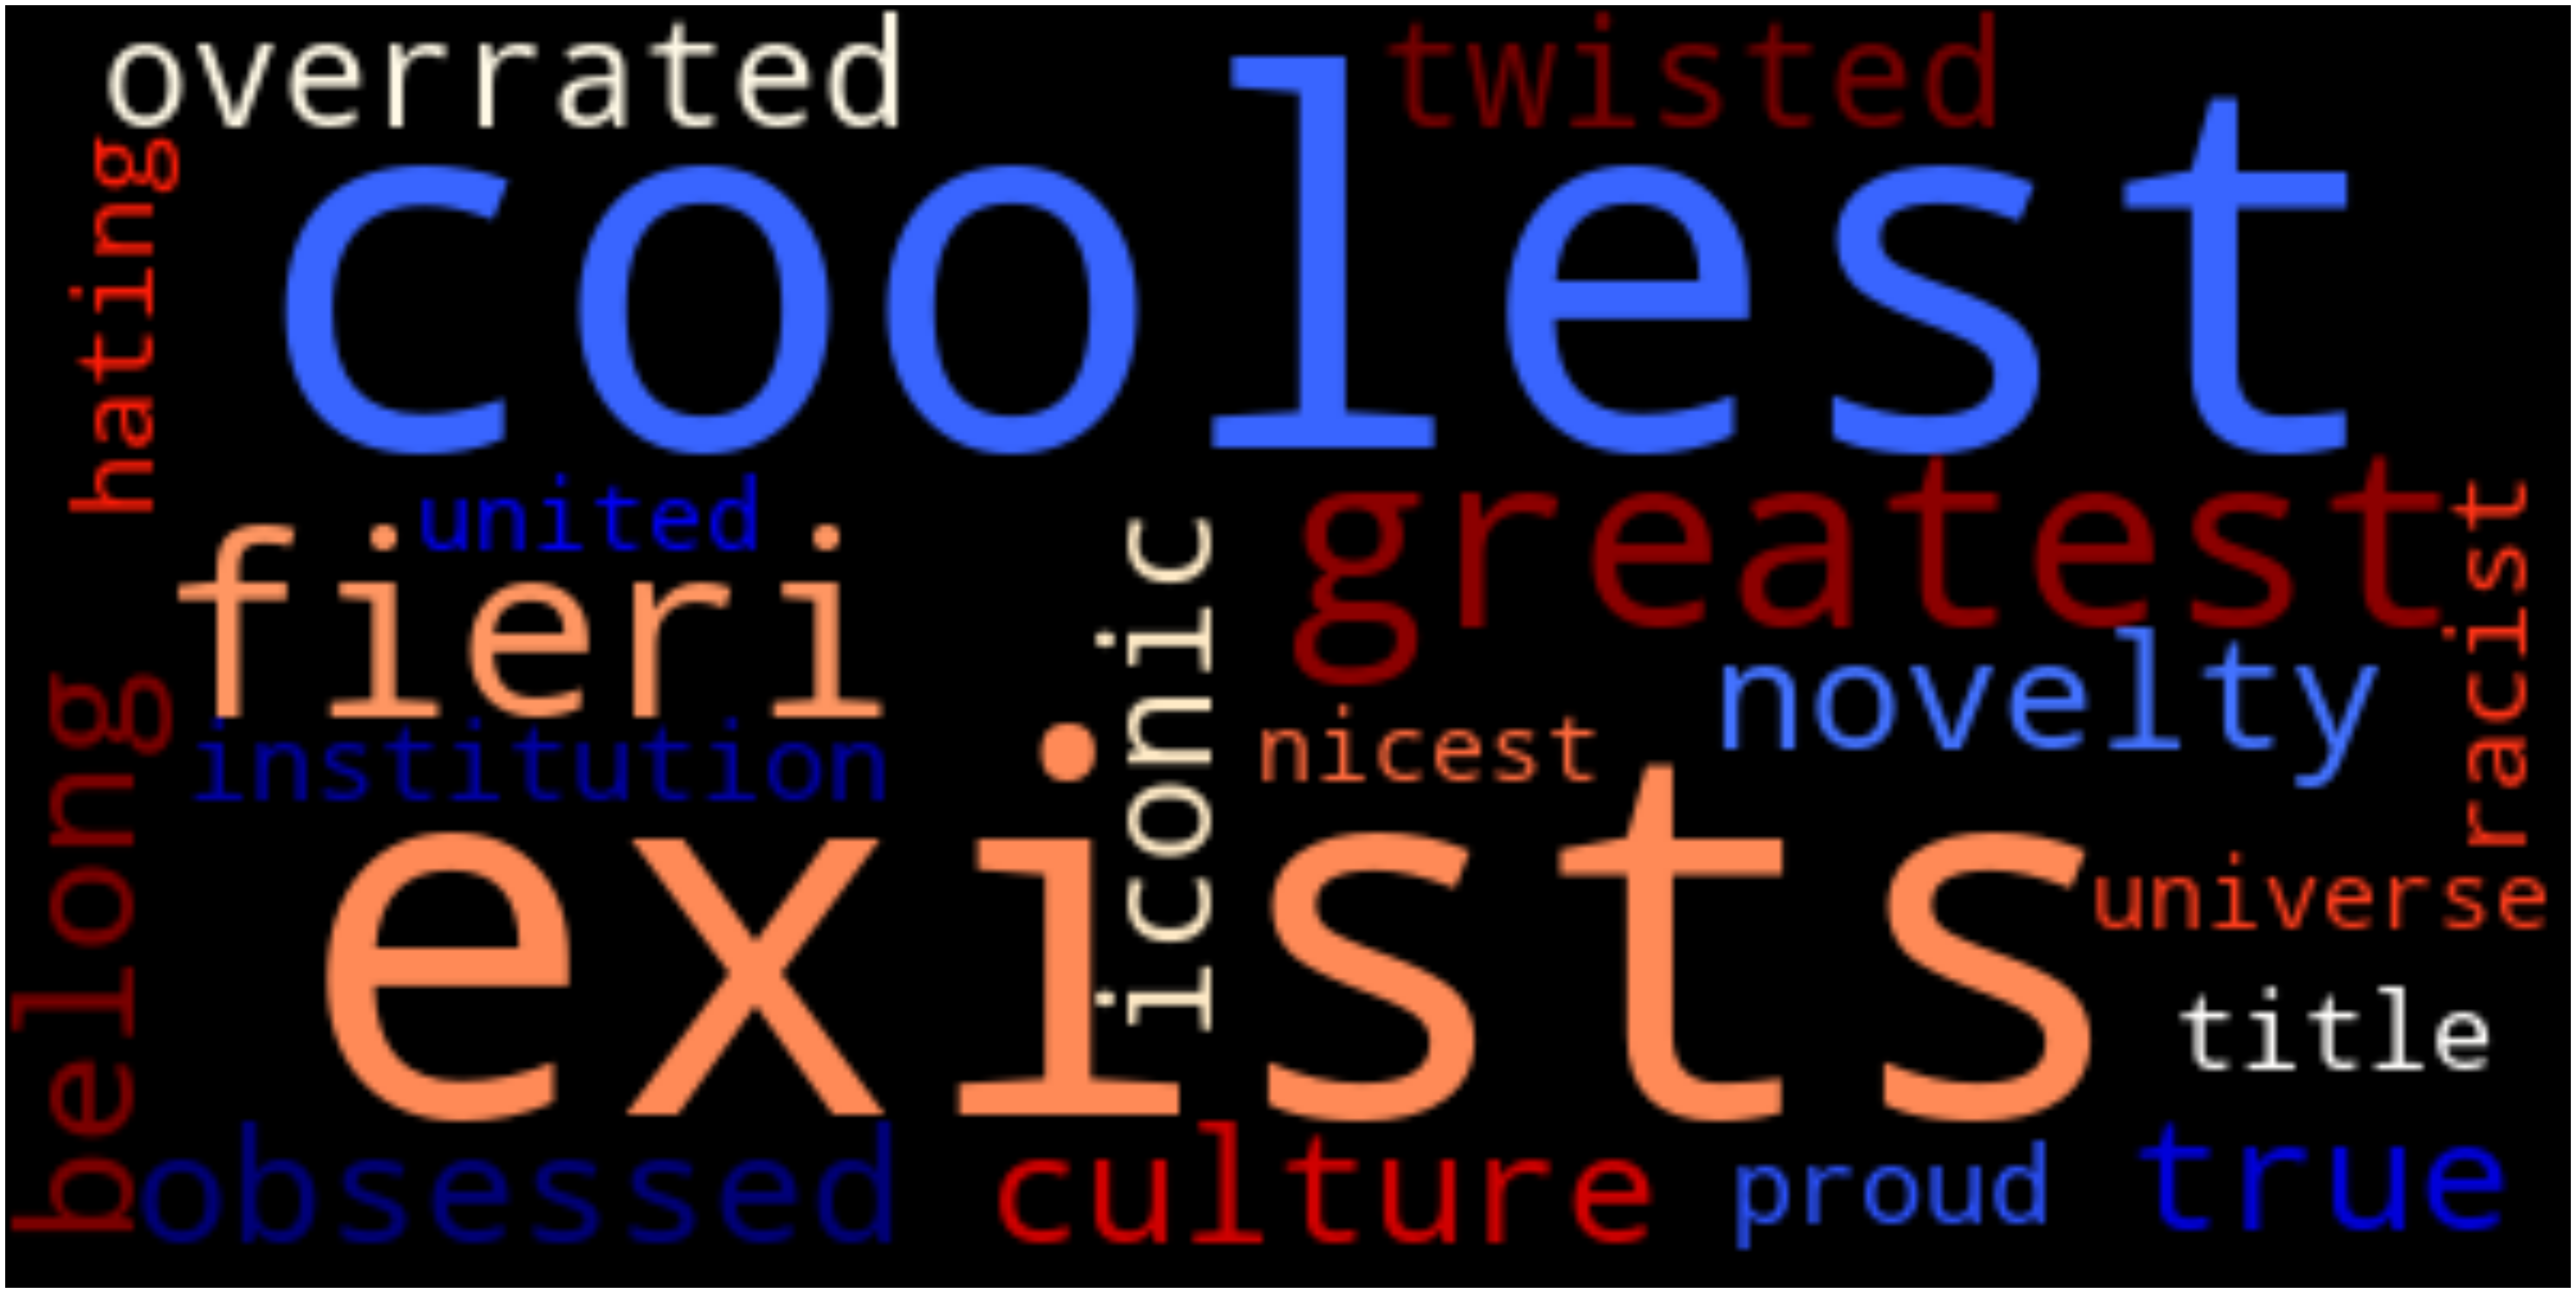 overrated
twisted
hating
coolest
united
greatest
racist
fieri
iconic
novelty
belong
institution
nicest
exists
universe
title
obsessed
culture
proud
true